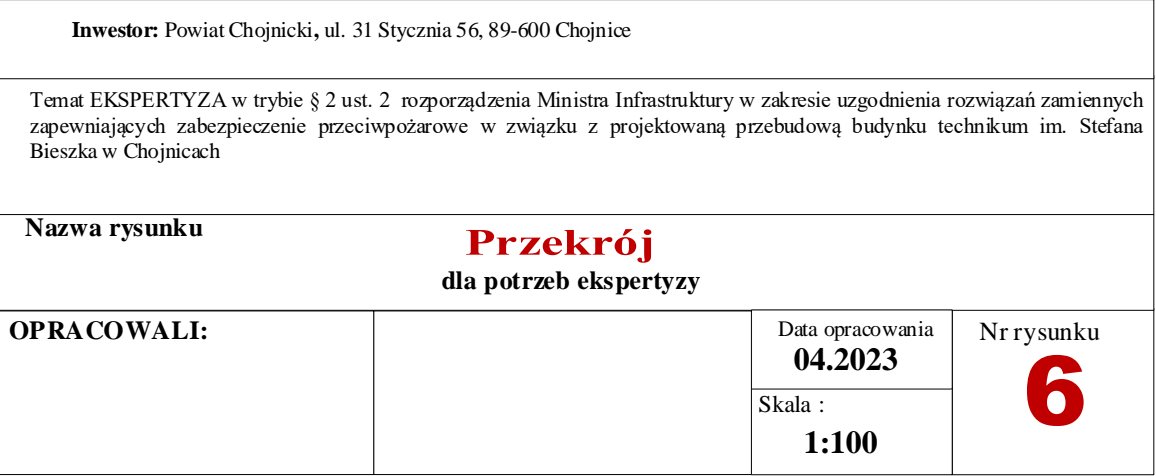 Inwestor: Powiat Chojnicki, ul. 31 Stycznia 56, 89-600 Chojnice
Temat EKSPERTYZA w trybie § 2 ust. 2 rozporządzenia Ministra Infrastruktury w zakresie uzgodnienia rozwiązań zamiennych
zapewniających zabezpieczenie przeciwpożarowe w związku z projektowaną przebudową budynku technikum im. Stefana
Bieszka w Chojnicach
Nazwa rysunku
Przekrój
dla potrzeb ekspertyzy
OPRACOWALI:
Data opracowania
04.2023
Skala :
1:100
Nr rysunku
6